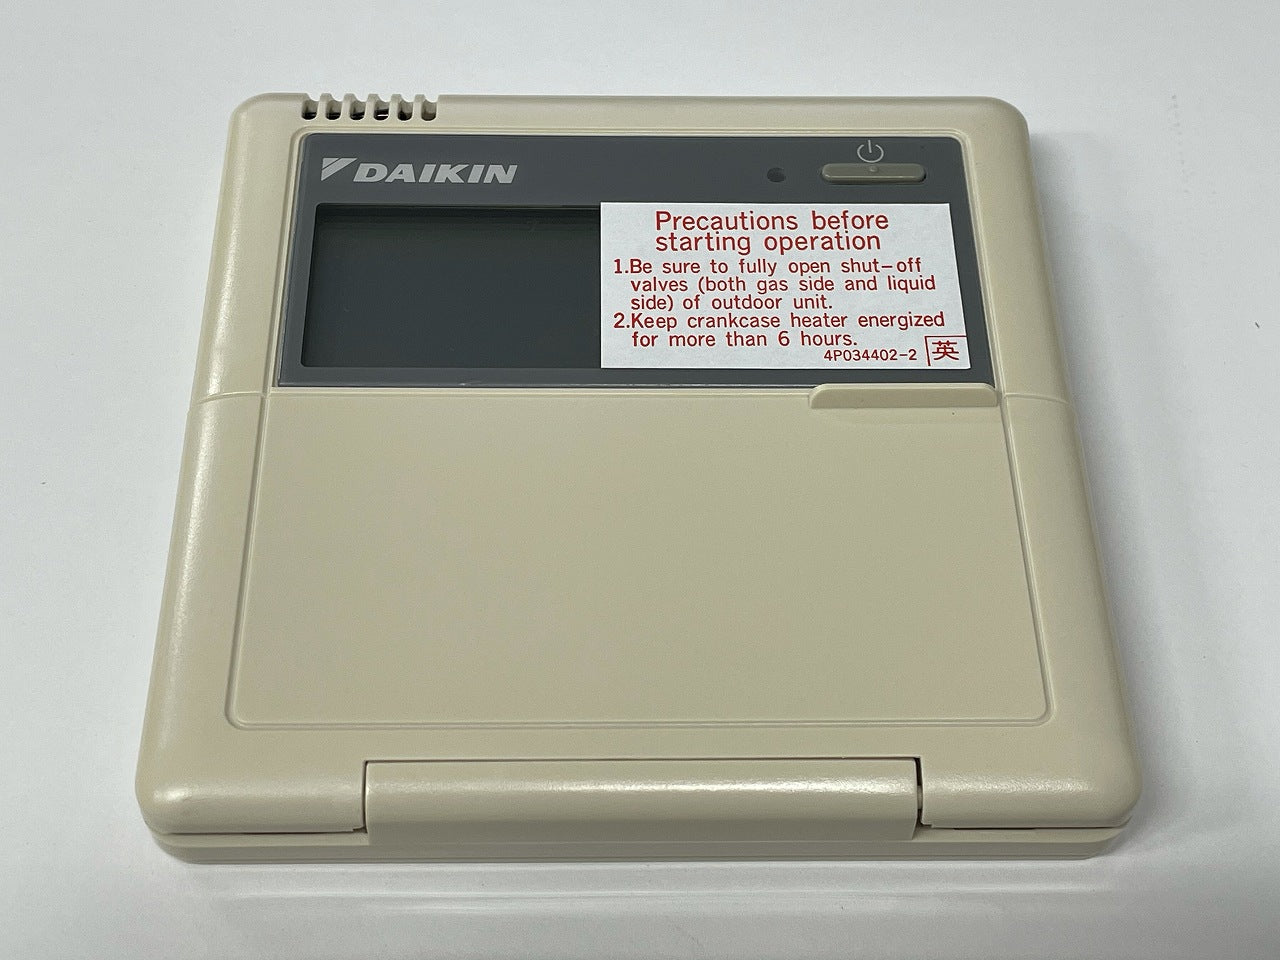 DAIKIN
Precautions before
starting operation
1.Be sure to fully open shut-off
valves (both gas side and liquid
side) of outdoor unit.
2.Keep crankcase heater energized
for more than 6 hours.
4P034402-2 英